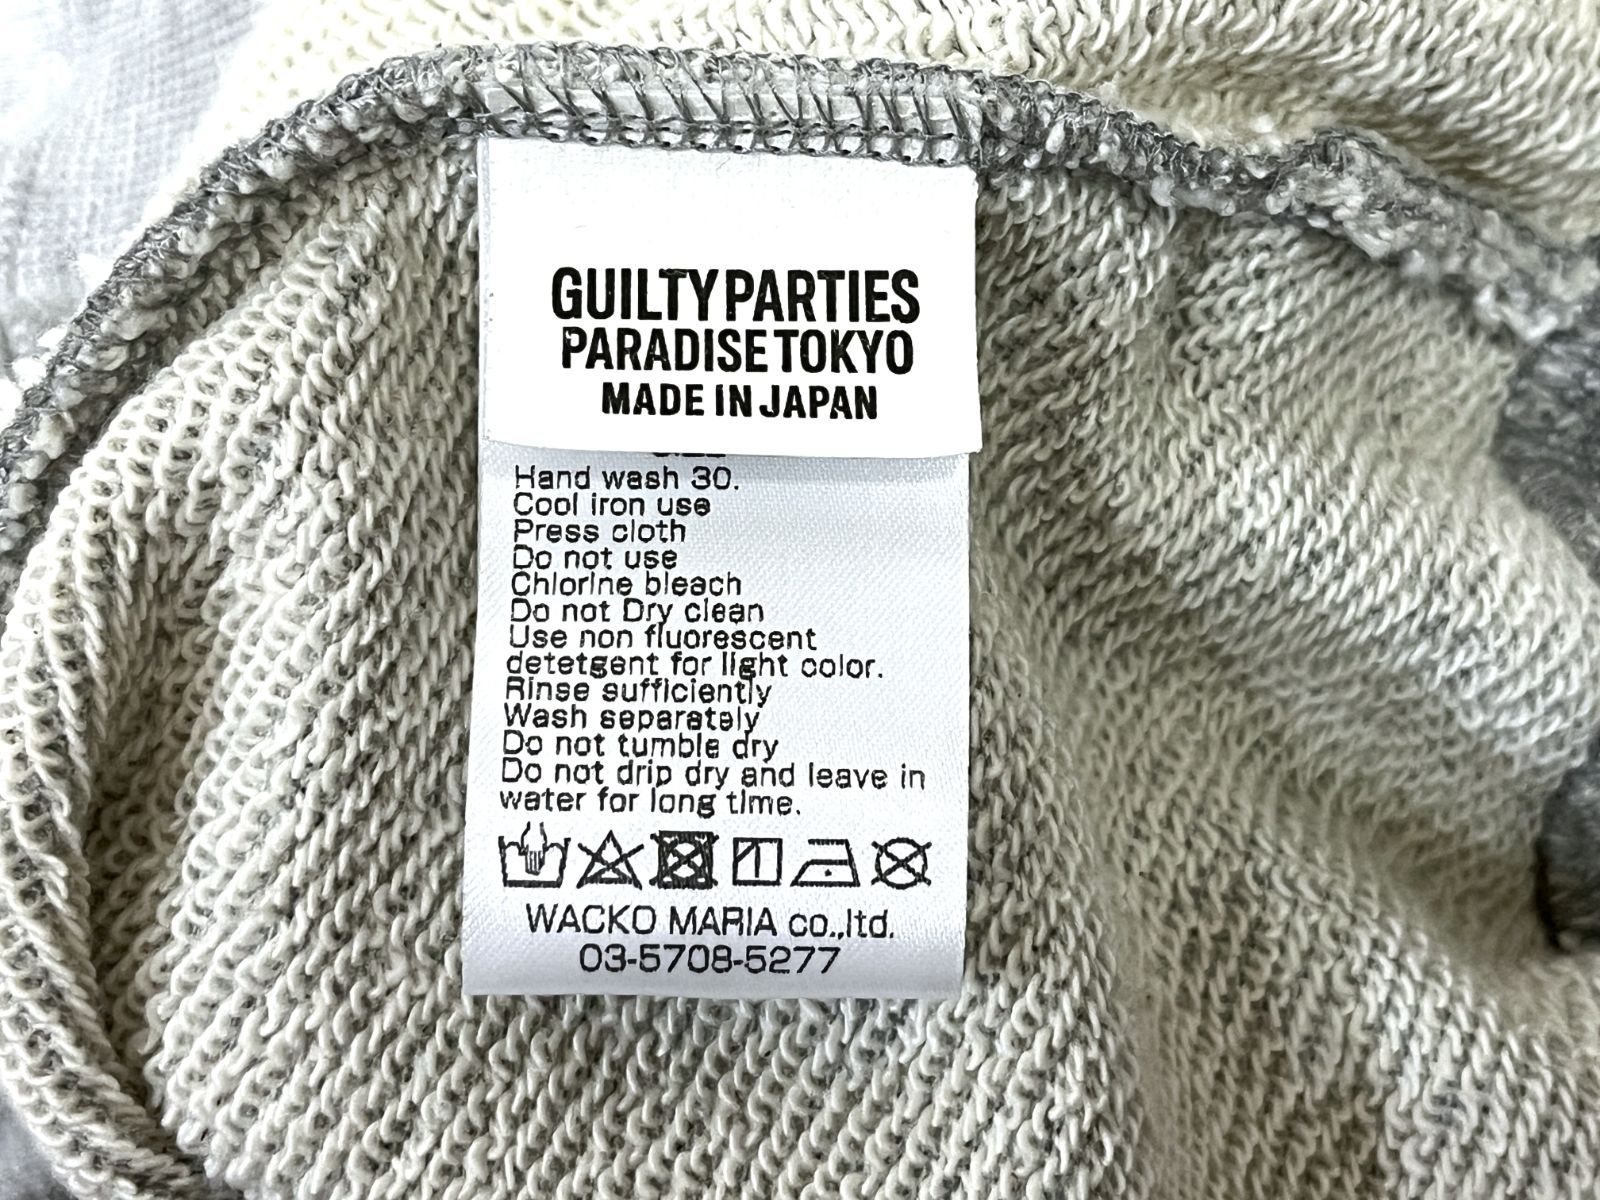 GUILTY PARTIES
PARADISE TOKYO
MADE IN JAPAN
Hand wash 30.
Cool iron use
Press cloth
Do not use
Chlorine bleach
Do not Dry clean
Use non fluorescent
detetgent for light color.
Rinse sufficiently
Wash separately
Do not tumble dry
Do not drip dry and leave in
water for long time.
WACKO MARIA co.,ltd.
03-5708-5277